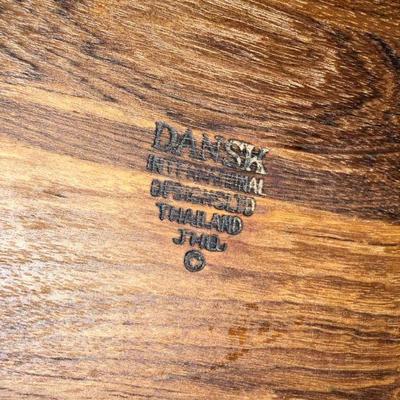 DANSK
INTERNATIONAL
DESIGNS LTD
THAILAND
JHQ.
©